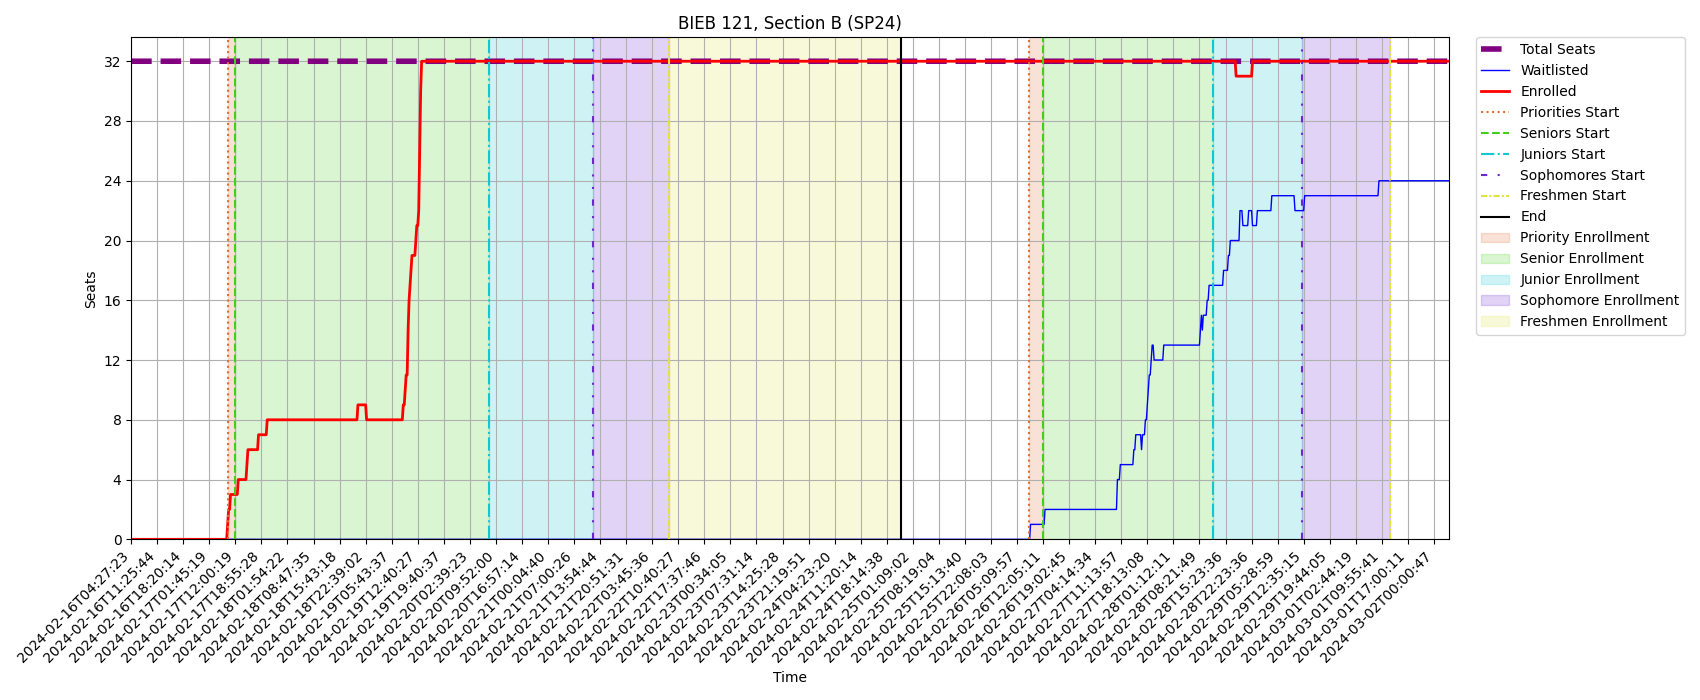 BIEB 121, Section B (SP24)
Seats
32
28
24
20
16
12
8
4
0
2024-02-16T04:27:23
2024-02-16T11:25:44
2024-02-16T18:20:14
2024-02-17T01:45:19
2024-02-17T12:00:19
2024-02-17T18:55:28
2024-02-18T01:54:22
2024-02-18T08:47:35
2024-02-18T15:43:18
2024-02-18T22:39:02
2024-02-19T05:43:37
2024-02-19T12:40:27
2024-02-19T19:40:37
2024-02-20T02:39:23
2024-02-20T09:52:00
2024-02-20T16:57:14
2024-02-21T00:04:40
2024-02-21T07:00:26
2024-02-21T13:54:44
2024-02-21T20:51:31
2024-02-22T03:45:36
2024-02-22T10:40:27
2024-02-22T17:37:46
2024-02-23T00:34:05
2024-02-23T07:31:14
2024-02-23T14:25:28
2024-02-23T21:19:51
2024-02-24T04:23:20
2024-02-24T11:20:14
2024-02-24T18:14:38
2024-02-25T01:09:02
2024-02-25T08:19:04
2024-02-25T15:13:40
2024-02-25T22:08:03
2024-02-26T05:09:57
2024-02-26T12:05:11
2024-02-26T19:02:45
2024-02-27T04:14:34
2024-02-27T11:13:57
2024-02-27T18:13:08
2024-02-28T01:12:11
2024-02-28T08:21:49
2024-02-28T15:23:36
2024-02-28T22:23:36
2024-02-29T05:28:59
2024-02-29T12:35:15
2024-02-29T19:44:05
2024-03-01T02:44:19
2024-03-01T09:55:41
2024-03-01T17:00:11
2024-03-02T00:00:47
Time
Total Seats
Waitlisted
Enrolled
Priorities Start
Seniors Start
Juniors Start
Sophomores Start
Freshmen Start
End
Priority Enrollment
Senior Enrollment
Junior Enrollment
Sophomore Enrollment
Freshmen Enrollment